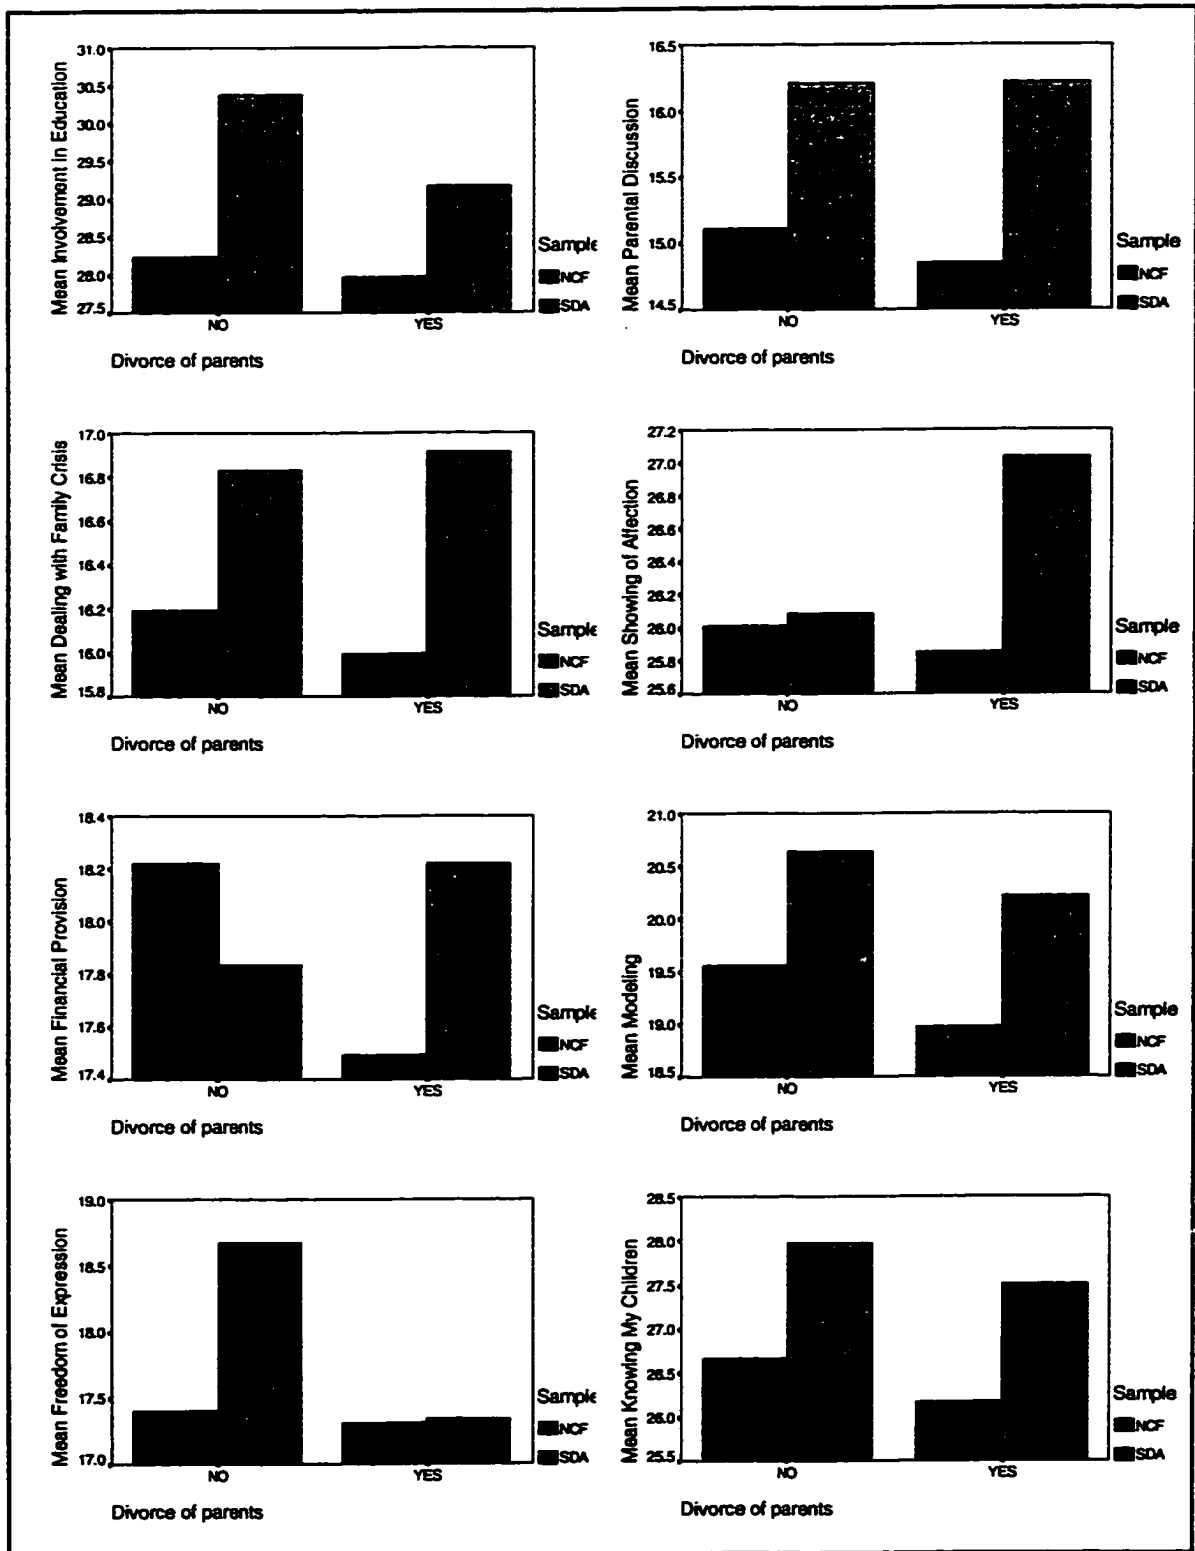 Mean Involvement in Education
31.0
30.5
30.0
29.5
29.0
28.5
28.0
27.5
NO
YES
Divorce of parents
Sample
NCF
SDA
Mean Parental Discussion
16.5
16.0
15.5
15.0
14.5
NO
YES
Divorce of parents
Sample
NCF
SDA
Mean Dealing with Family Crisis
17.0
16.8
16.6
16.4
16.2
16.0
15.8
NO
YES
Divorce of parents
Sample
NCF
SDA
Mean Showing of Affection
27.2
27.0
26.8
26.6
26.4
26.2
26.0
25.8
25.6
NO
YES
Divorce of parents
Sample
NCF
SDA
Mean Financial Provision
18.4
18.2
18.0
17.8
17.6
17.4
NO
YES
Divorce of parents
Sample
NCF
SDA
Mean Modeling
21.0
20.5
20.0
19.5
19.0
18.5
NO
YES
Divorce of parents
Sample
NCF
SDA
Mean Freedom of Expression
19.0
18.5
18.0
17.5
17.0
NO
YES
Divorce of parents
Sample
NCF
SDA
Mean Knowing My Children
28.5
28.0
27.5
27.0
26.5
26.0
25.5
NO
YES
Divorce of parents
Sample
NCF
SDA